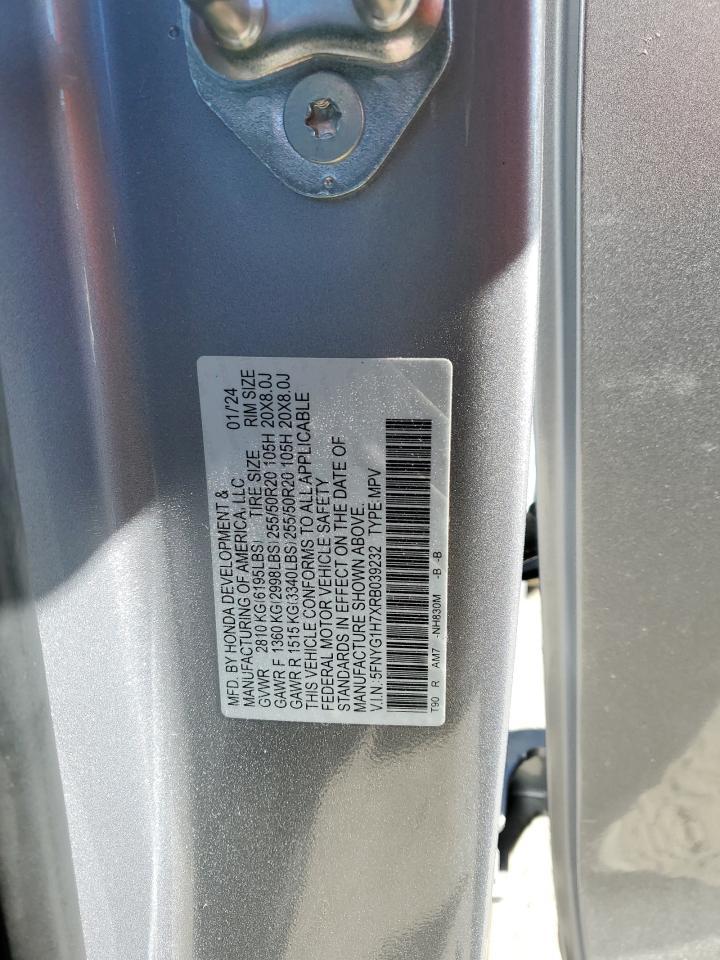 MFD. BY HONDA DEVELOPMENT & 01/'24
MANUFACTURING OF AMERICA, LLC
GVWR 2810 KG(6195LBS) TIRE SIZE RIM SIZE
GAWR F 1360 KG(2998LBS) 255/50R20 105H 20X8.0J
GAWR R 1515 KG(3340LBS) 255/50R20 105H 20X8.0J
THIS VEHICLE CONFORMS TO ALL APPLICABLE
FEDERAL MOTOR VEHICLE SAFETY
STANDARDS IN EFFECT ON THE DATE OF
MANUFACTURE SHOWN ABOVE.
V.I.N.: 5FNYG1H7XRB039232 TYPE MPV
T90 R AM7 -NH830M -B -B